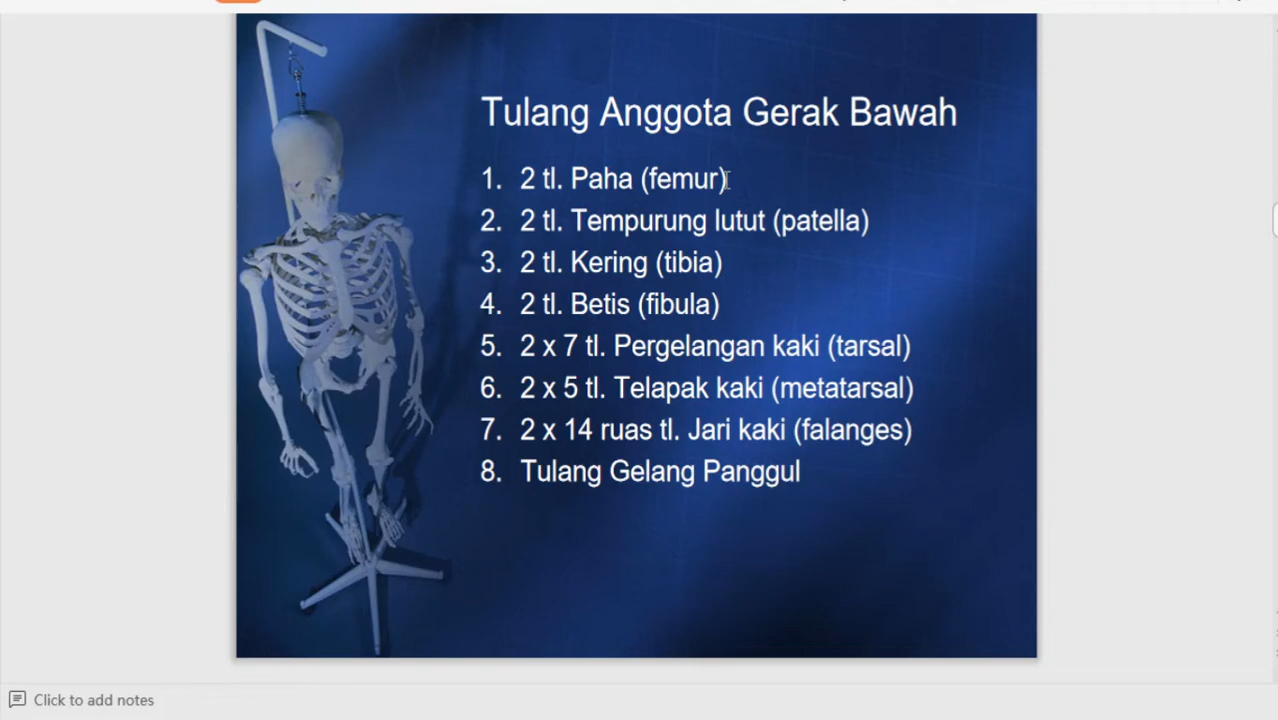 Tulang Anggota Gerak Bawah
1. 2 tl. Paha (femur)
2. 2 tl. Tempurung lutut (patella)
3. 2 tl. Kering (tibia)
4. 2 tl. Betis (fibula)
5. 2 x 7 tl. Pergelangan kaki (tarsal)
6. 2 x 5 tl. Telapak kaki (metatarsal)
7. 2 x 14 ruas tl. Jari kaki (falanges)
8. Tulang Gelang Panggul
Click to add notes